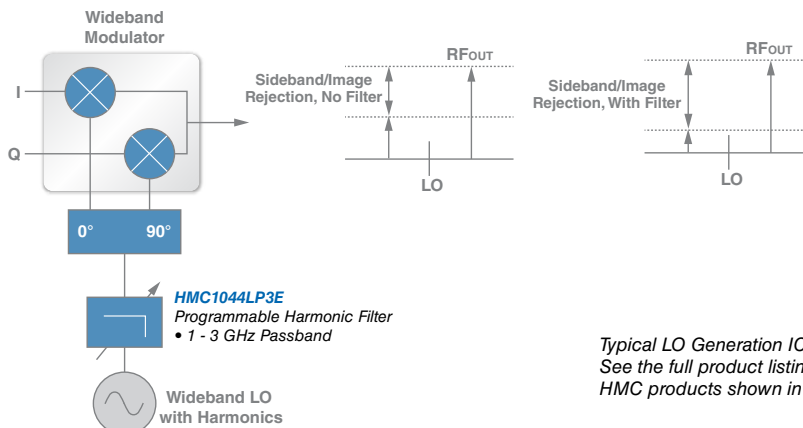 Wideband
Modulator
I
Q
0°
90°
HMC1044LP3E
Programmable Harmonic Filter
• 1 - 3 GHz Passband
Wideband LO
with Harmonics
Sideband/Image
Rejection, No Filter
RFOUT
LO
Sideband/Image
Rejection, With Filter
RFOUT
LO
Typical LO Generation IC
See the full product listin
HMC products shown in